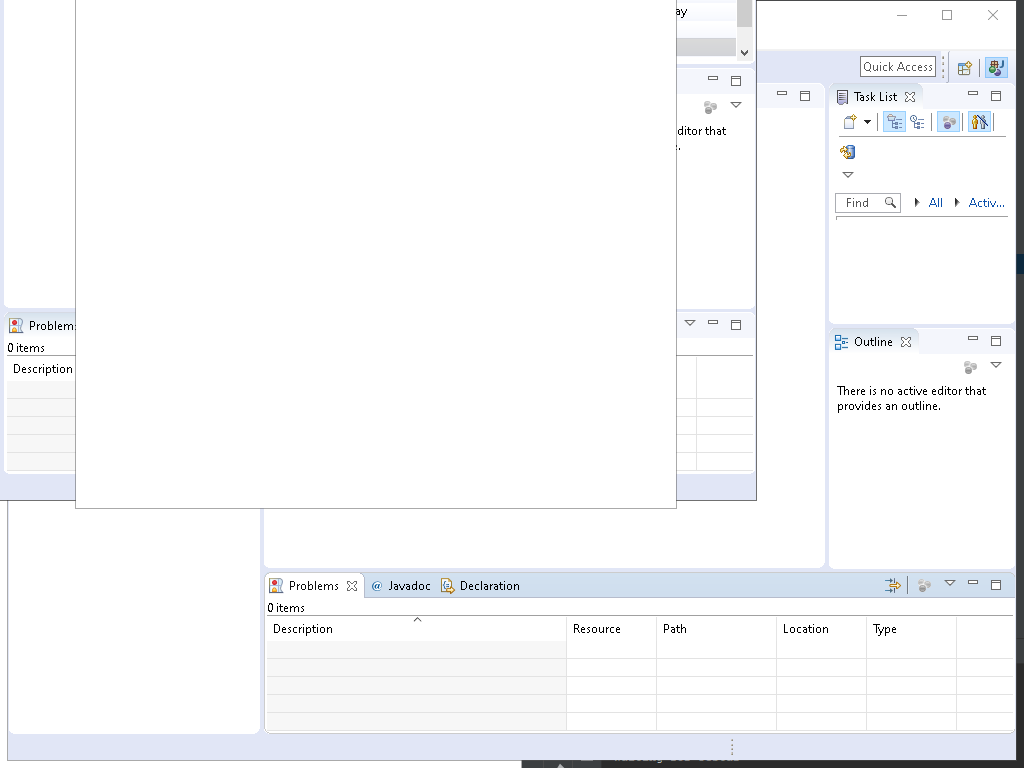 ay
Quick Access
Task List
ditor that
Find
All
Activ...
Problem
0 items
Description
Outline
There is no active editor that
provides an outline.
Problems
Javadoc
Declaration
0 items
Description
Resource
Path
Location
Type